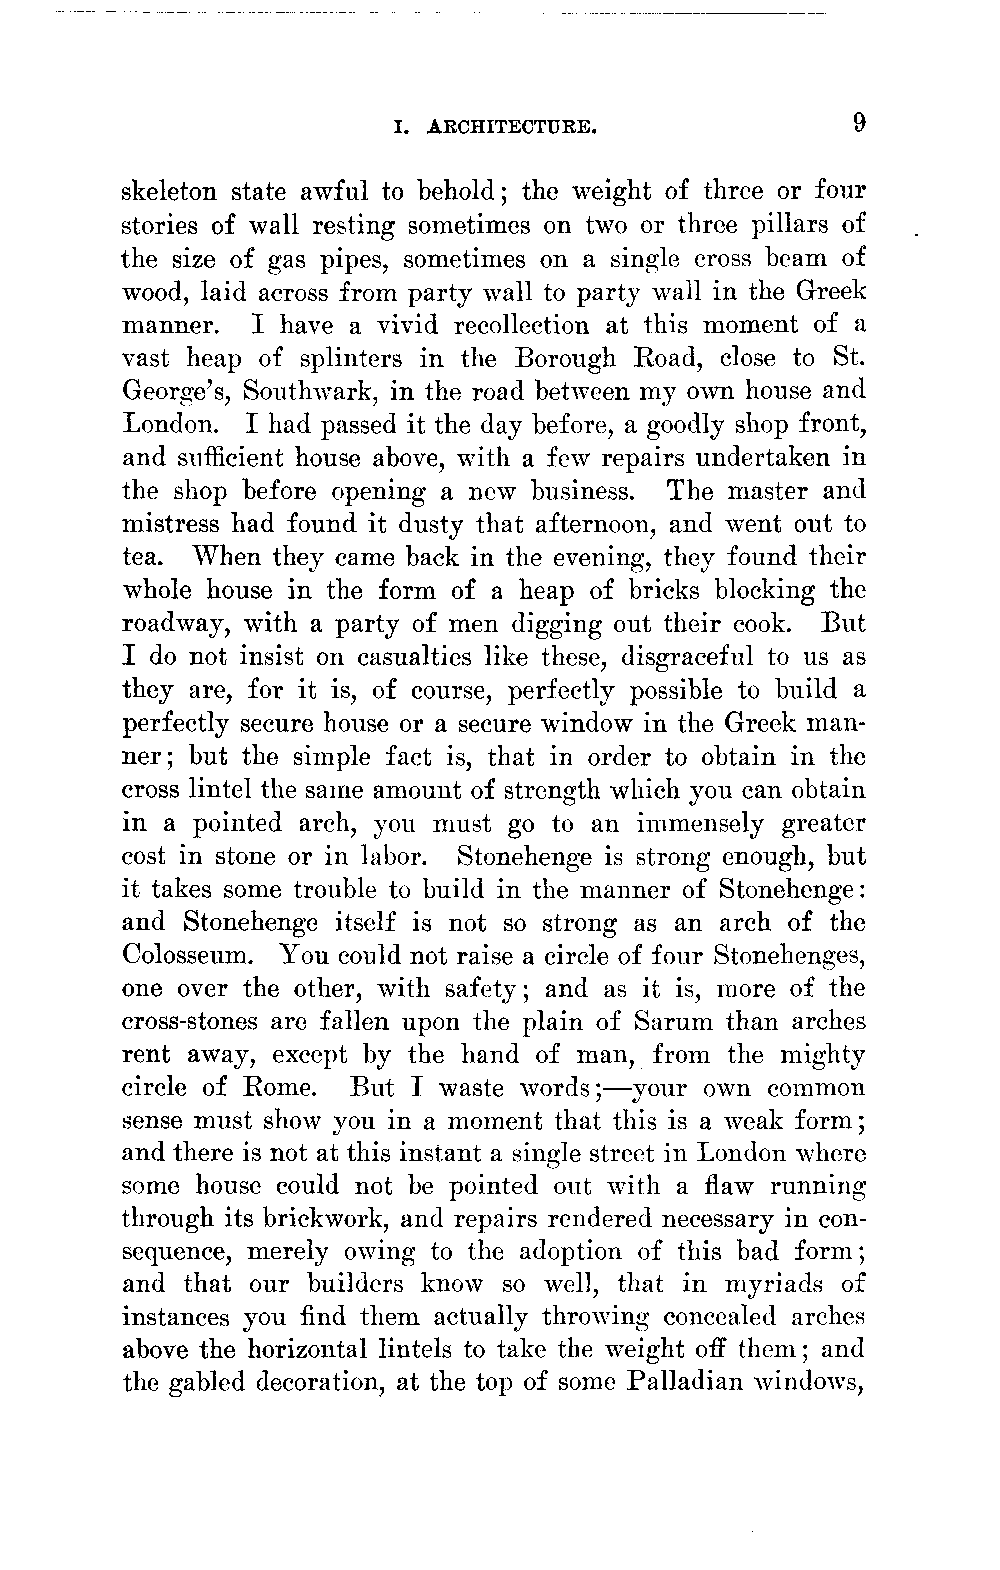 I. ARCHITECTURE. 9
skeleton state awful to behold; the weight of three or four
stories of wall resting sometimes on two or three pillars of
the size of gas pipes, sometimes on a single cross beam of
wood, laid across from party wall to party wall in the Greek
manner. I have a vivid recollection at this moment of a
vast heap of splinters in the Borough Road, close to St.
George's, Southwark, in the road between my own house and
London. I had passed it the day before, a goodly shop front,
and sufficient house above, with a few repairs undertaken in
the shop before opening a new business. The master and
mistress had found it dusty that afternoon, and went out to
tea. When they came back in the evening, they found their
whole house in the form of a heap of bricks blocking the
roadway, with a party of men digging out their cook. But
I do not insist on casualties like these, disgraceful to us as
they are, for it is, of course, perfectly possible to build a
perfectly secure house or a secure window in the Greek man-
ner; but the simple fact is, that in order to obtain in the
cross lintel the same amount of strength which you can obtain
in a pointed arch, you must go to an immensely greater
cost in stone or in labor. Stonehenge is strong enough, but
it takes some trouble to build in the manner of Stonehenge:
and Stonehenge itself is not so strong as an arch of the
Colosseum. You could not raise a circle of four Stonehenges,
one over the other, with safety; and as it is, more of the
cross-stones are fallen upon the plain of Sarum than arches
rent away, except by the hand of man, from the mighty
circle of Rome. But I waste words;—your own common
sense must show you in a moment that this is a weak form;
and there is not at this instant a single street in London where
some house could not be pointed out with a flaw running
through its brickwork, and repairs rendered necessary in con-
sequence, merely owing to the adoption of this bad form;
and that our builders know so well, that in myriads of
instances you find them actually throwing concealed arches
above the horizontal lintels to take the weight off them; and
the gabled decoration, at the top of some Palladian windows,